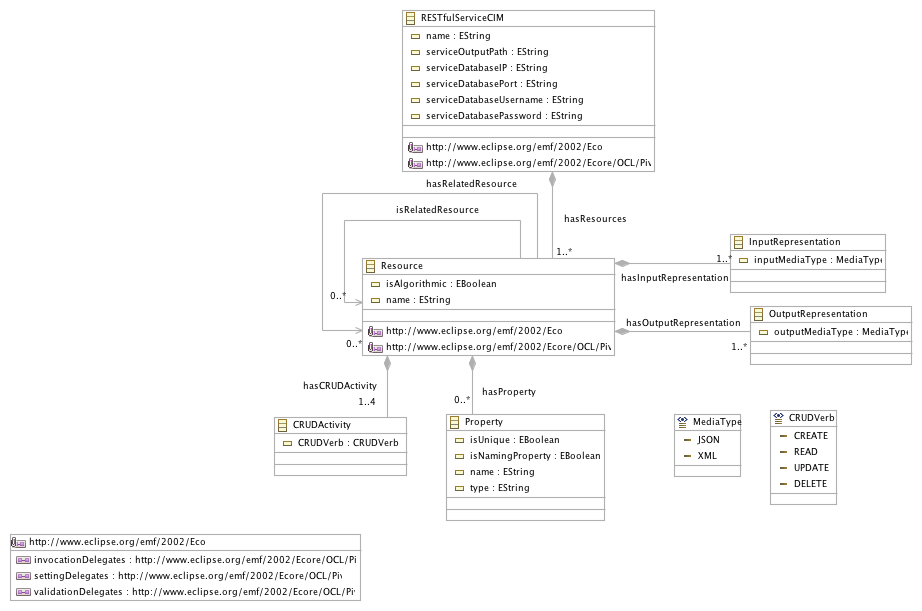 RESTfulServiceCIM
name : EString
serviceOutputPath : EString
serviceDatabaseIP : EString
serviceDatabasePort : EString
serviceDatabaseUsername : EString
serviceDatabasePassword : EString
http://www.eclipse.org/emf/2002/Eco
http://www.eclipse.org/emf/2002/Ecore/OCL/Piv
hasRelatedResource
isRelatedResource
hasResources
1..*
Resource
isAlgorithmic : EBoolean
name : EString
http://www.eclipse.org/emf/2002/Eco
http://www.eclipse.org/emf/2002/Ecore/OCL/Piv
0..*
0..*
InputRepresentation
inputMediaType : MediaType
1..*
hasInputRepresentation
OutputRepresentation
outputMediaType : MediaType
hasOutputRepresentation
1..*
hasCRUDActivity
1..4
hasProperty
0..*
CRUDActivity
CRUDVerb : CRUDVerb
Property
isUnique : EBoolean
isNamingProperty : EBoolean
name : EString
type : EString
MediaType
JSON
XML
CRUDVerb
CREATE
READ
UPDATE
DELETE
http://www.eclipse.org/emf/2002/Eco
invocationDelegates : http://www.eclipse.org/emf/2002/Ecore/OCL/Pi
settingDelegates : http://www.eclipse.org/emf/2002/Ecore/OCL/Piv
validationDelegates : http://www.eclipse.org/emf/2002/Ecore/OCL/Pi